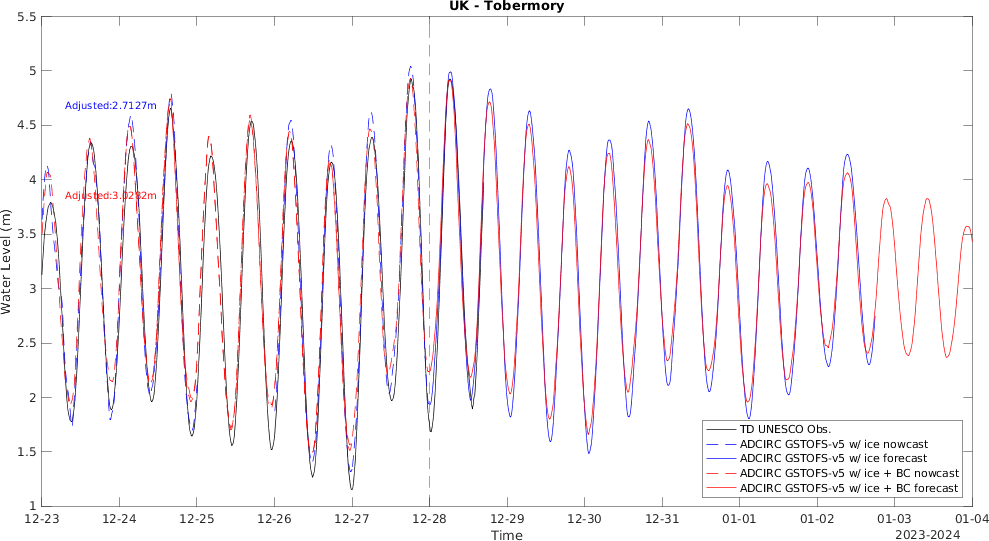 UK - Tobermory
5.5
5
4.5
4
3.5
3
2.5
2
1.5
1
Water Level (m)
Adjusted:2.7127m
Adjusted:3.0282m
TD UNESCO Obs.
ADCIRC GSTOFS-v5 w/ ice nowcast
ADCIRC GSTOFS-v5 w/ ice forecast
ADCIRC GSTOFS-v5 w/ ice + BC nowcast
ADCIRC GSTOFS-v5 w/ ice + BC forecast
12-23 12-24 12-25 12-26 12-27 12-28 12-29 12-30 12-31 01-01 01-02 01-03 01-04
Time
2023-2024